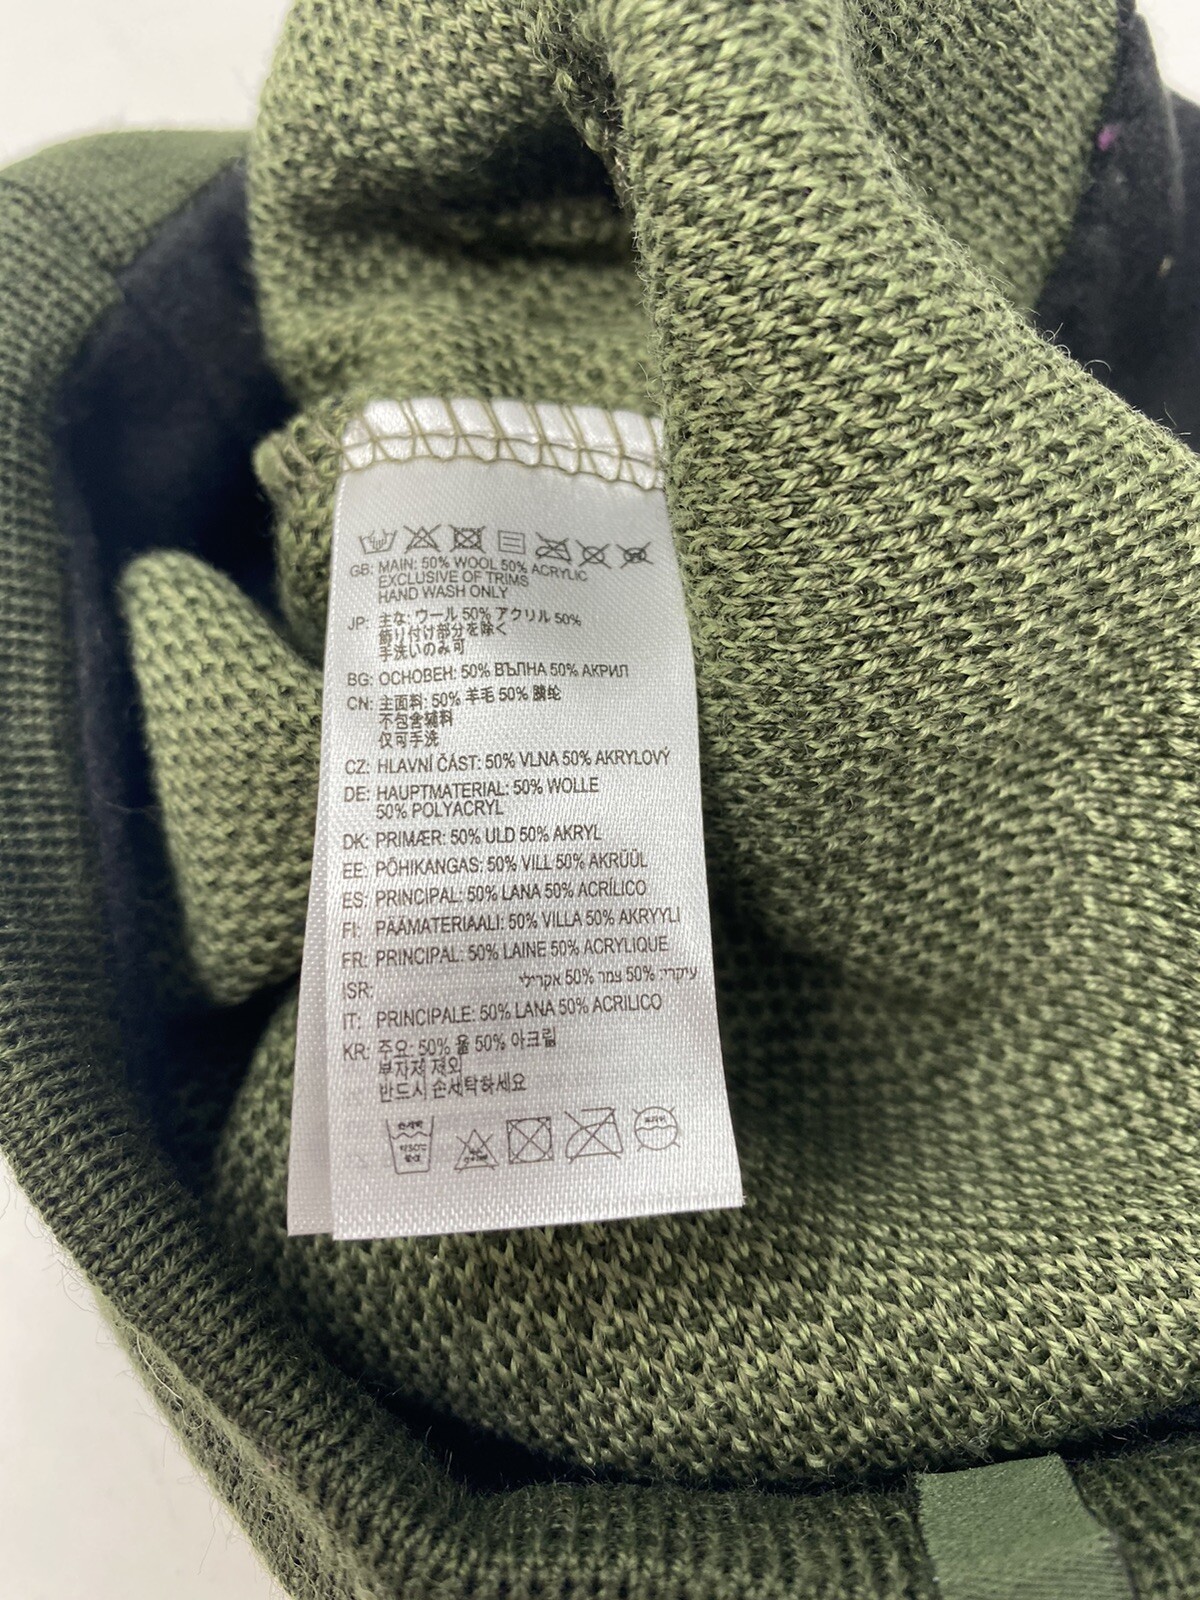 GB: MAIN: 50% WOOL 50% ACRYLIC
EXCLUSIVE OF TRIMS
HAND WASH ONLY
JP: 主な: ウール 50% アクリル 50%
飾り付け部分を除く
手洗いのみ可
BG: ОСНОВЕН: 50% ВЪЛНА 50% АКРИЛ
CN: 主面料: 50% 羊毛 50% 腈纶
不包含辅料
仅可手洗
CZ: HLAVNÍ ČÁST: 50% VLNA 50% AKRYLOVÝ
DE: HAUPTMATERIAL: 50% WOLLE
50% POLYACRYL
DK: PRIMÆR: 50% ULD 50% AKRYL
EE: PÕHIKANGAS: 50% VILL 50% AKRÜÜL
ES: PRINCIPAL: 50% LANA 50% ACRÍLICO
FI: PÄÄMATERIAALI: 50% VILLA 50% AKRYYLI
FR: PRINCIPAL: 50% LAINE 50% ACRYLIQUE
ISR: עיקרי: 50% צמר 50% אקרילי
IT: PRINCIPALE: 50% LANA 50% ACRILICO
KR: 주요: 50% 울 50% 아크릴
부자재 제외
반드시 손세탁하세요